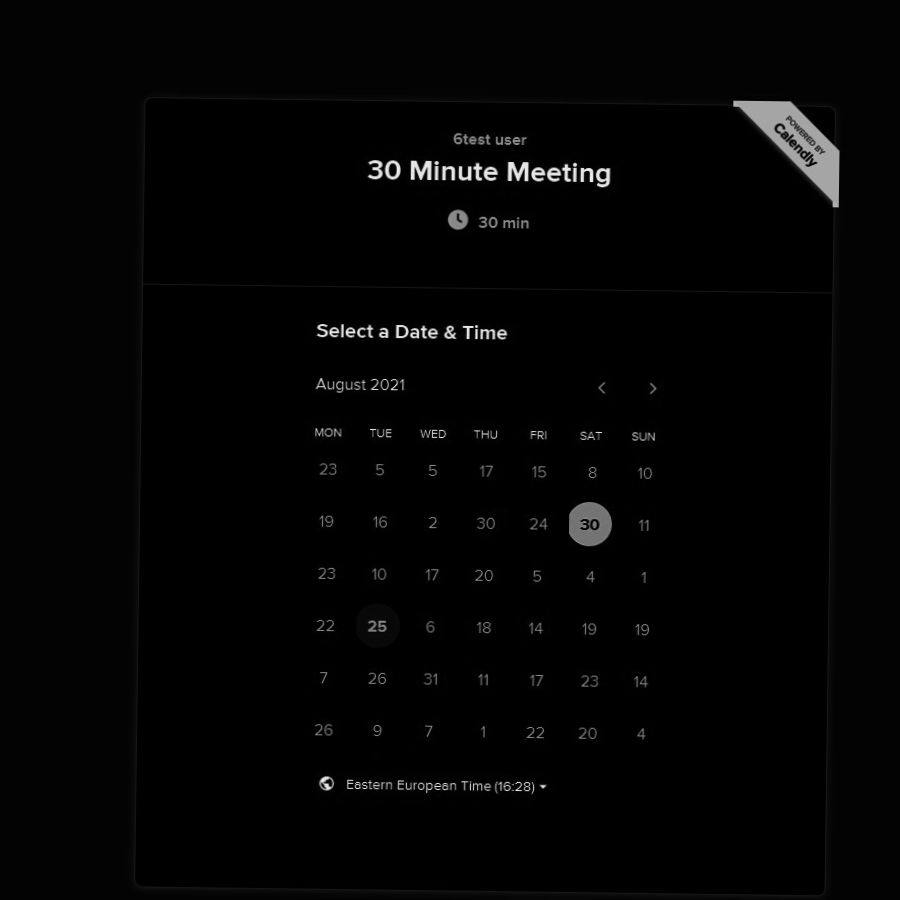 POWERED BY
Calendly
6test user
30 Minute Meeting
30 min
Select a Date & Time
August 2021
MON TUE WED THU FRI SAT SUN
23 5 5 17 15 8 10
19 16 2 30 24 30 11
23 10 17 20 5 4 1
22 25 6 18 14 19 19
7 26 31 11 17 23 14
26 9 7 1 22 20 4
Eastern European Time (16:28)